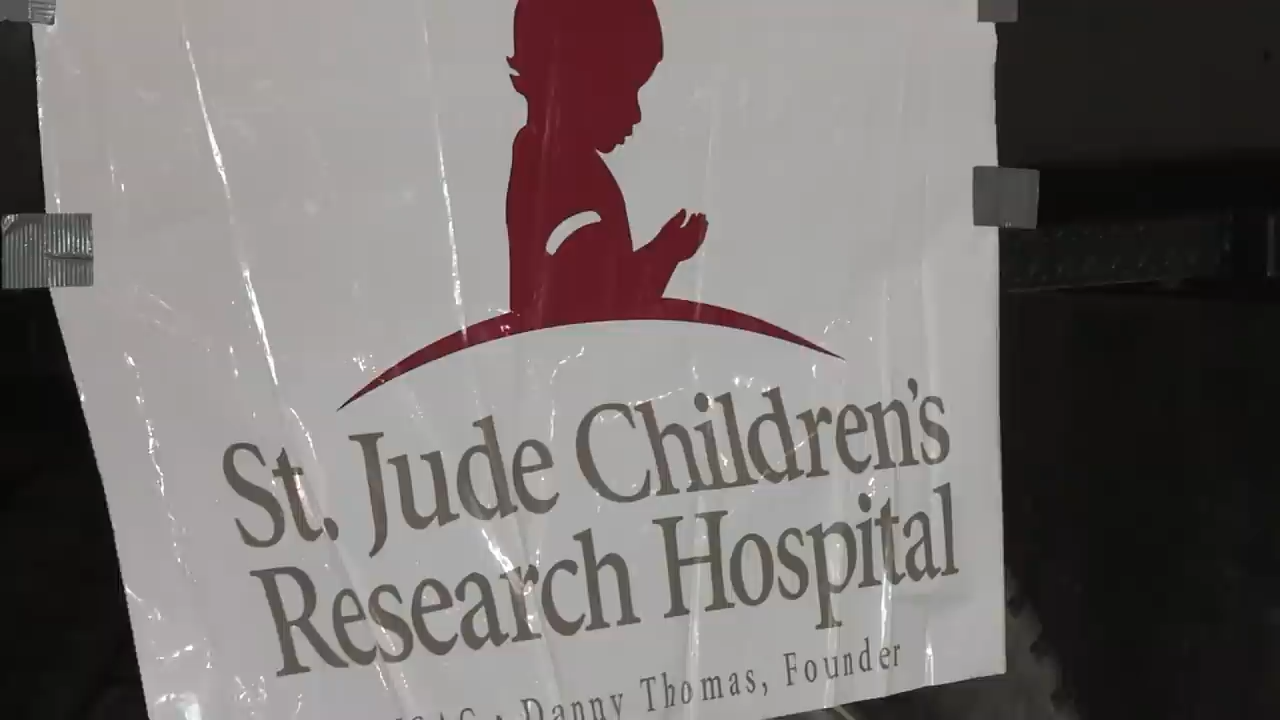 St. Jude Children's
Research Hospital
• Danny Thomas, Founder